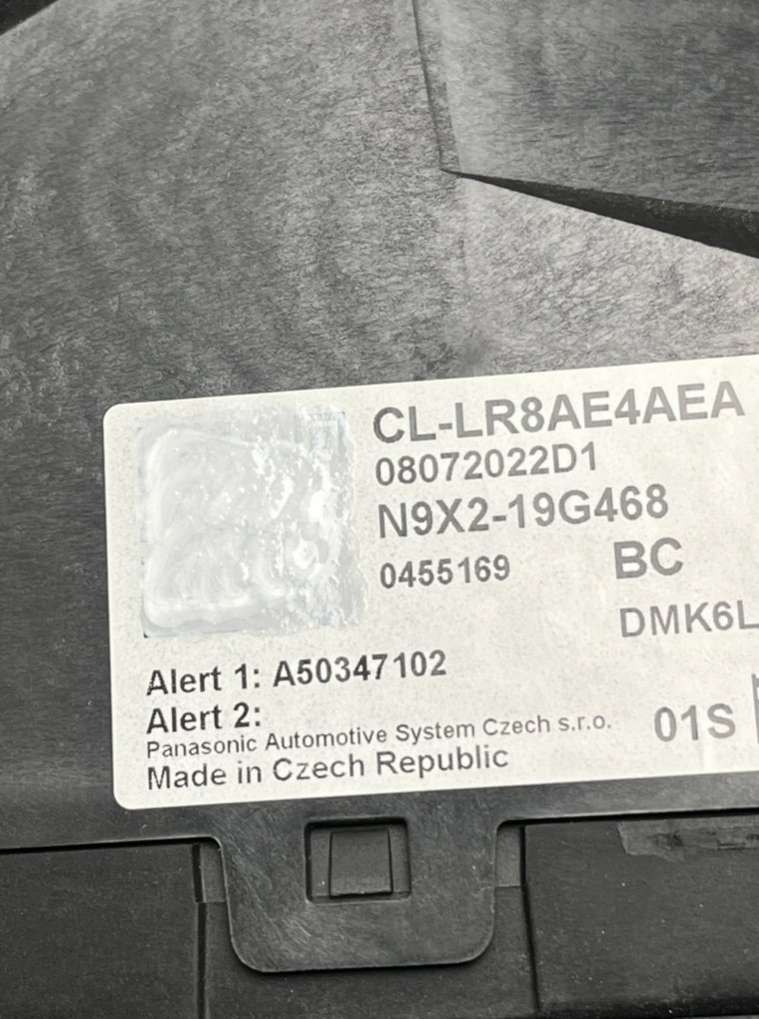 CL-LR8AE4AEA
08072022D1
N9X2-19G468
0455169 BC
DMK6L
Alert 1: A50347102
Alert 2:
Panasonic Automotive System Czech s.r.o. 01S
Made in Czech Republic